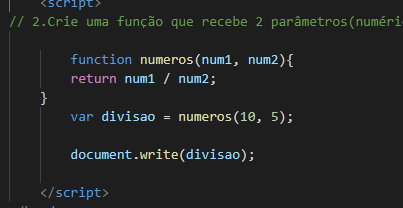 <script>
// 2.Crie uma função que recebe 2 parâmetros(numéri
function numeros(num1, num2){
return num1 / num2;
}
var divisao = numeros(10, 5);
document.write(divisao);
</script>